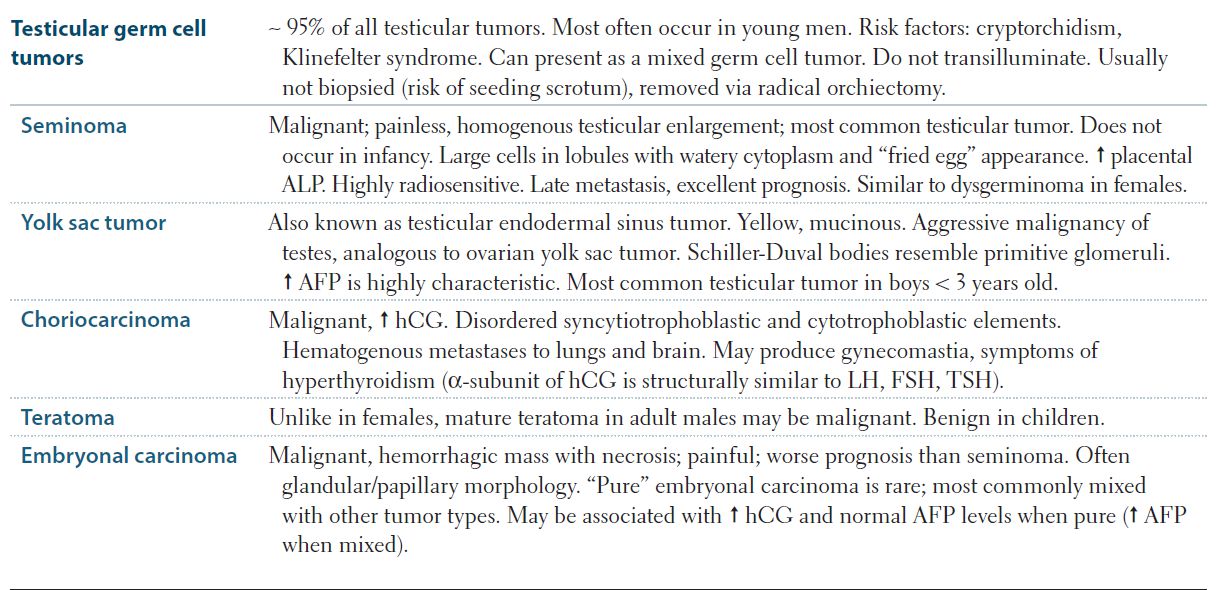 Testicular germ cell tumors
~ 95% of all testicular tumors. Most often occur in young men. Risk factors: cryptorchidism,
Klinefelter syndrome. Can present as a mixed germ cell tumor. Do not transilluminate. Usually
not biopsied (risk of seeding scrotum), removed via radical orchiectomy.
Seminoma
Malignant; painless, homogenous testicular enlargement; most common testicular tumor. Does not
occur in infancy. Large cells in lobules with watery cytoplasm and “fried egg” appearance. ↑ placental
ALP. Highly radiosensitive. Late metastasis, excellent prognosis. Similar to dysgerminoma in females.
Yolk sac tumor
Also known as testicular endodermal sinus tumor. Yellow, mucinous. Aggressive malignancy of
testes, analogous to ovarian yolk sac tumor. Schiller-Duval bodies resemble primitive glomeruli.
↑ AFP is highly characteristic. Most common testicular tumor in boys < 3 years old.
Choriocarcinoma
Malignant, ↑ hCG. Disordered syncytiotrophoblastic and cytotrophoblastic elements.
Hematogenous metastases to lungs and brain. May produce gynecomastia, symptoms of
hyperthyroidism (α-subunit of hCG is structurally similar to LH, FSH, TSH).
Teratoma
Unlike in females, mature teratoma in adult males may be malignant. Benign in children.
Embryonal carcinoma
Malignant, hemorrhagic mass with necrosis; painful; worse prognosis than seminoma. Often
glandular/papillary morphology. “Pure” embryonal carcinoma is rare; most commonly mixed
with other tumor types. May be associated with ↑ hCG and normal AFP levels when pure (↑ AFP
when mixed).